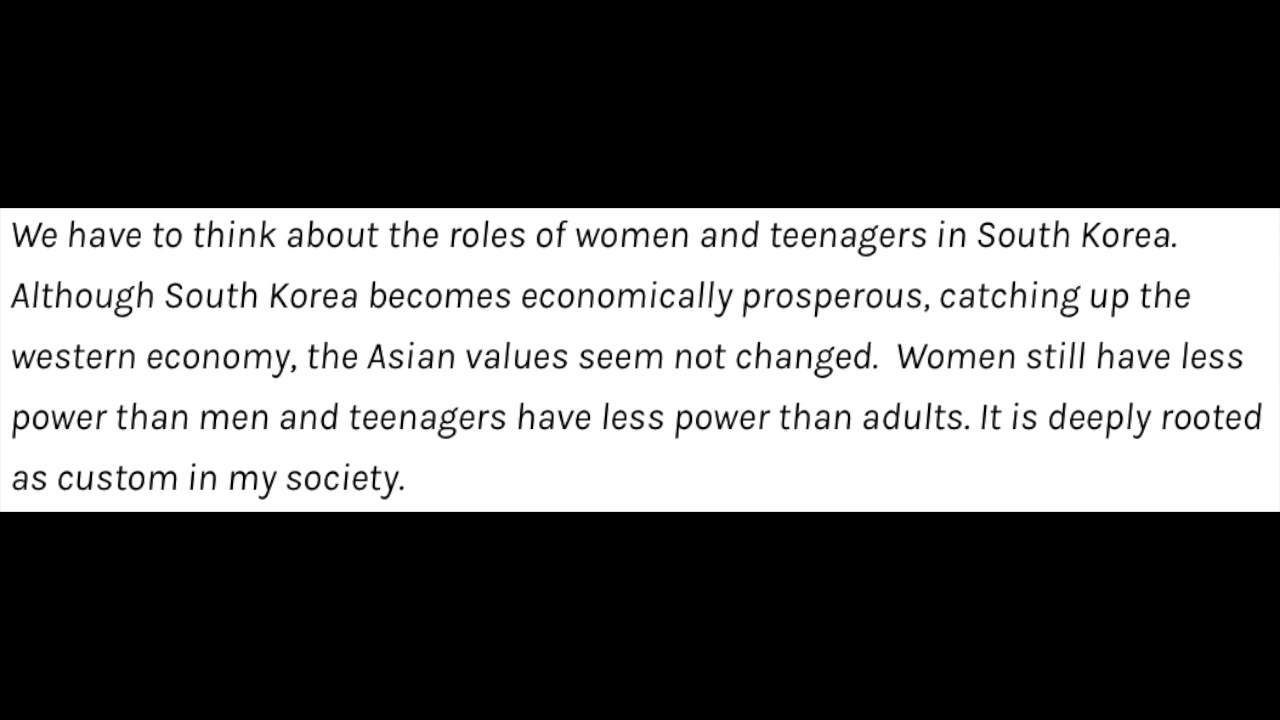 We have to think about the roles of women and teenagers in South Korea.
Although South Korea becomes economically prosperous, catching up the
western economy, the Asian values seem not changed.  Women still have less
power than men and teenagers have less power than adults. It is deeply rooted
as custom in my society.